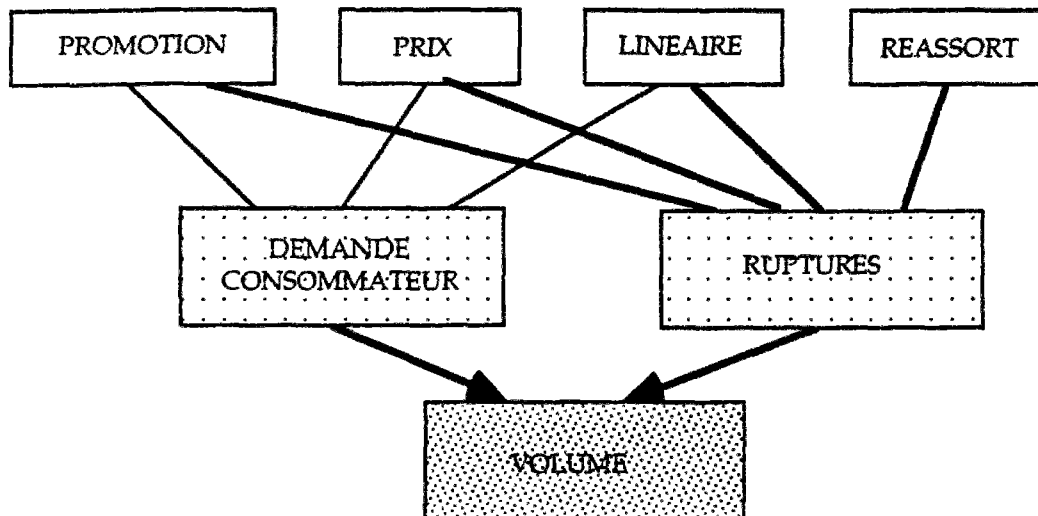 PROMOTION
PRIX
LINEAIRE
REASSORT
DEMANDE
CONSOMMATEUR
RUPTURES
VOLUME